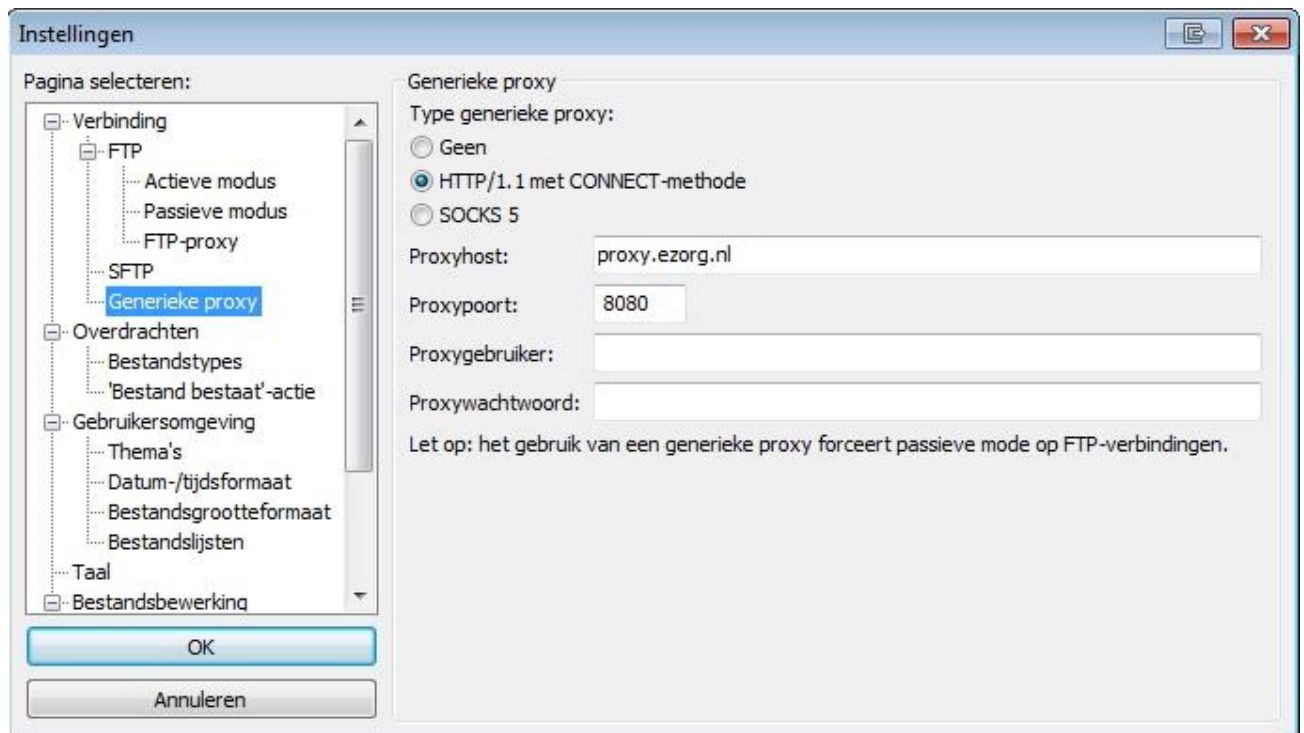 Instellingen
Pagina selecteren:
Verbinding
FTP
Actieve modus
Passieve modus
FTP-proxy
SFTP
Generieke proxy
Overdrachten
Bestandstypes
'Bestand bestaat'-actie
Gebruikersomgeving
Thema's
Datum-/tijdsformaat
Bestandsgrootteformaat
Bestandslijsten
Taal
Bestandsbewerking
OK
Annuleren
Generieke proxy
Type generieke proxy:
Geen
HTTP/1.1 met CONNECT-methode
SOCKS 5
Proxyhost: proxy.ezorg.nl
Proxypoort: 8080
Proxygebruiker:
Proxywachtwoord:
Let op: het gebruik van een generieke proxy forceert passieve mode op FTP-verbindingen.